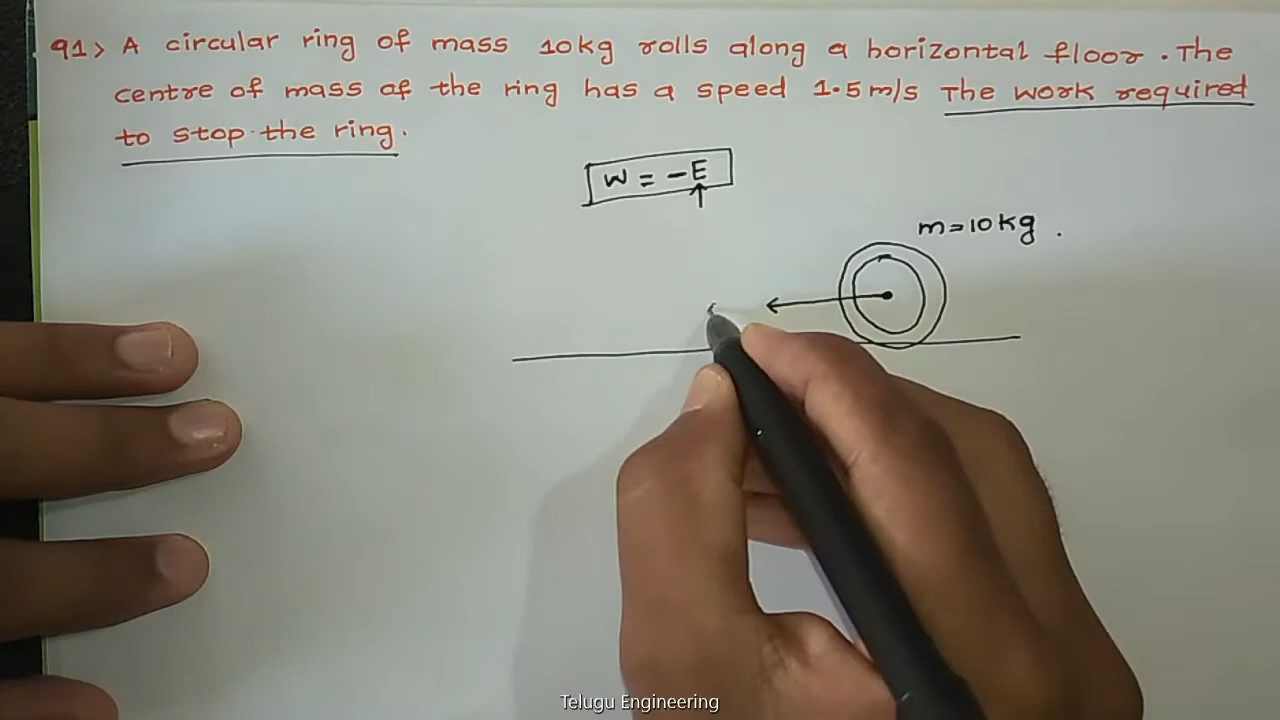 91> A circular ring of mass 10kg rolls along a horizontal floor. The
centre of mass of the ring has a speed 1.5m/s The work required
to stop the ring.
W = -E
m=10kg.
Telugu Engineering